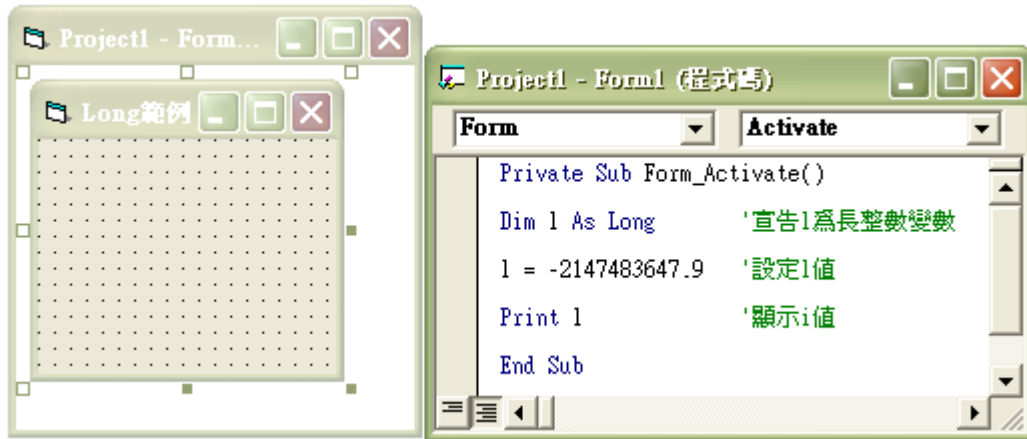 Project1 - Form...
Long範例
Project1 - Form1 (程式碼)
Form Activate
Private Sub Form_Activate()
Dim l As Long '宣告l爲長整數變數
l = -2147483647.9 '設定l值
Print l '顯示i值
End Sub